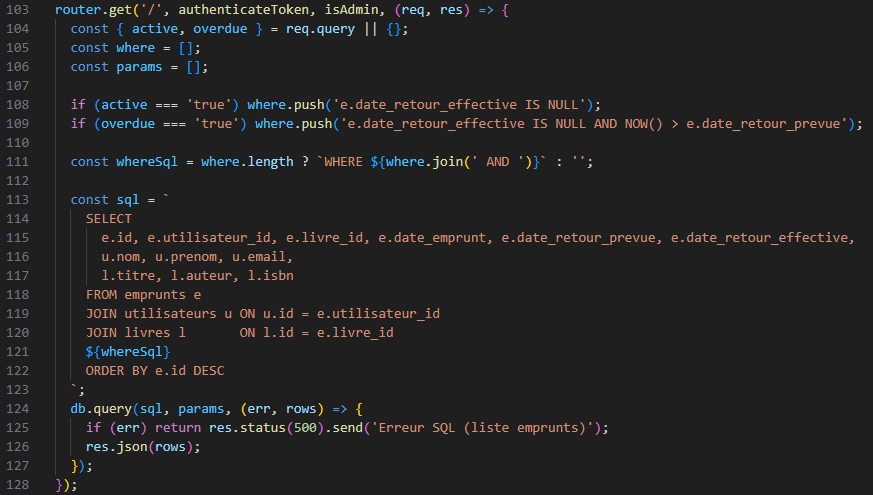 103 router.get('/', authenticateToken, isAdmin, (req, res) => {
104   const { active, overdue } = req.query || {};
105   const where = [];
106   const params = [];
107
108   if (active === 'true') where.push('e.date_retour_effective IS NULL');
109   if (overdue === 'true') where.push('e.date_retour_effective IS NULL AND NOW() > e.date_retour_prevue');
110
111   const whereSql = where.length ? `WHERE ${where.join(' AND ')}` : '';
112
113   const sql = `
114     SELECT
115       e.id, e.utilisateur_id, e.livre_id, e.date_emprunt, e.date_retour_prevue, e.date_retour_effective,
116       u.nom, u.prenom, u.email,
117       l.titre, l.auteur, l.isbn
118     FROM emprunts e
119     JOIN utilisateurs u ON u.id = e.utilisateur_id
120     JOIN livres l       ON l.id = e.livre_id
121     ${whereSql}
122     ORDER BY e.id DESC
123   `;
124   db.query(sql, params, (err, rows) => {
125     if (err) return res.status(500).send('Erreur SQL (liste emprunts)');
126     res.json(rows);
127   });
128 });